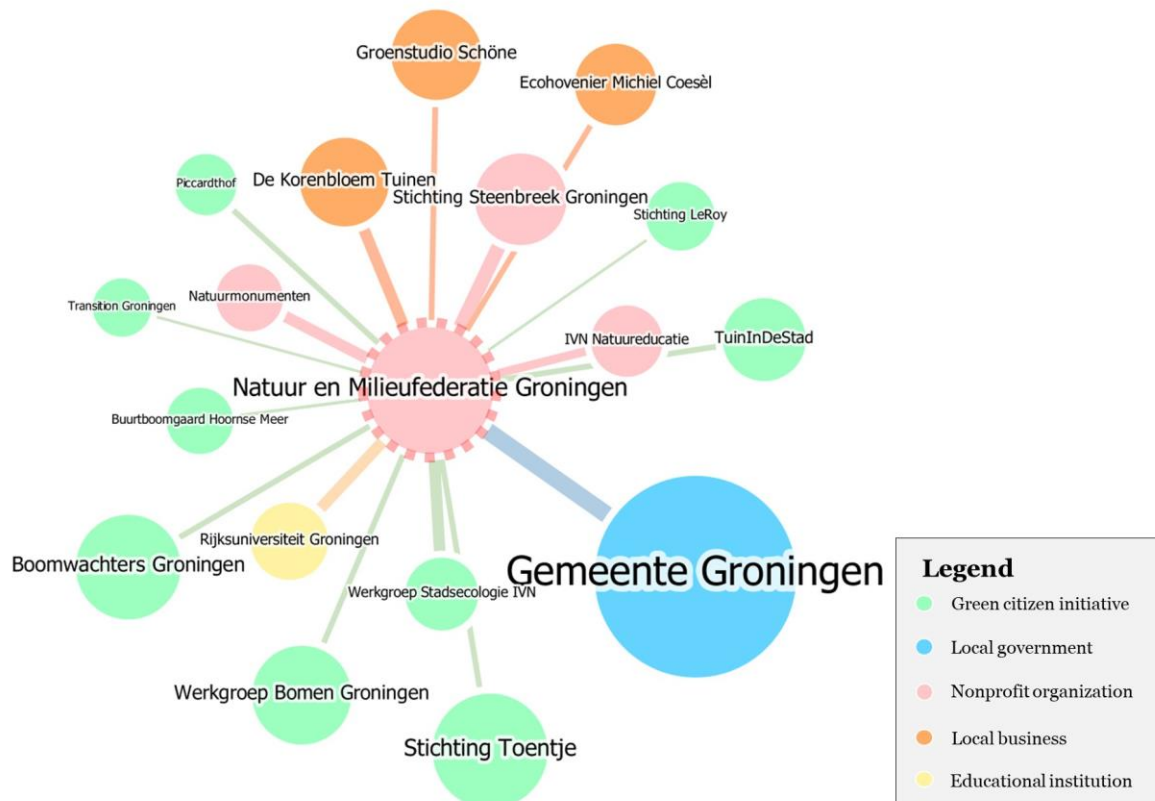 Groenstudio Schöne
Ecohovenier Michiel Coesèl
De Korenbloem Tuinen
Piccardthof
Stichting Steenbreek Groningen
Stichting LeRoy
Natuurmonumenten
Transition Groningen
IVN Natuureducatie
TuinInDeStad
Natuur en Milieufederatie Groningen
Buurtboomgaard Hoornse Meer
Rijksuniversiteit Groningen
Boomwachters Groningen
Gemeente Groningen
Werkgroep Stadsecologie IVN
Werkgroep Bomen Groningen
Stichting Toentje
Legend
Green citizen initiative
Local government
Nonprofit organization
Local business
Educational institution